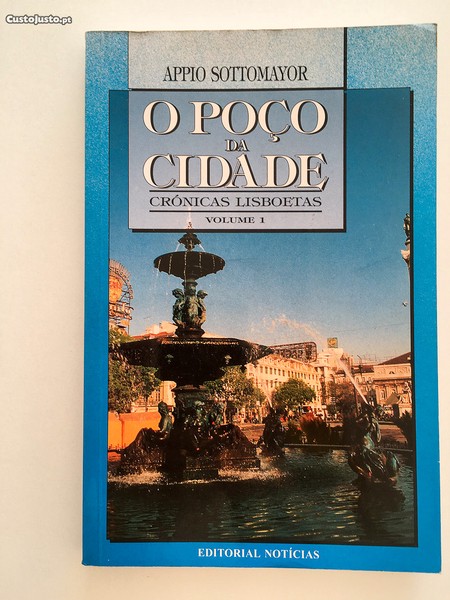 CustoJusto.pt
APPIO SOTTOMAYOR
O POÇO
DA
CIDADE
CRÓNICAS LISBOETAS
VOLUME 1
EDITORIAL NOTÍCIAS